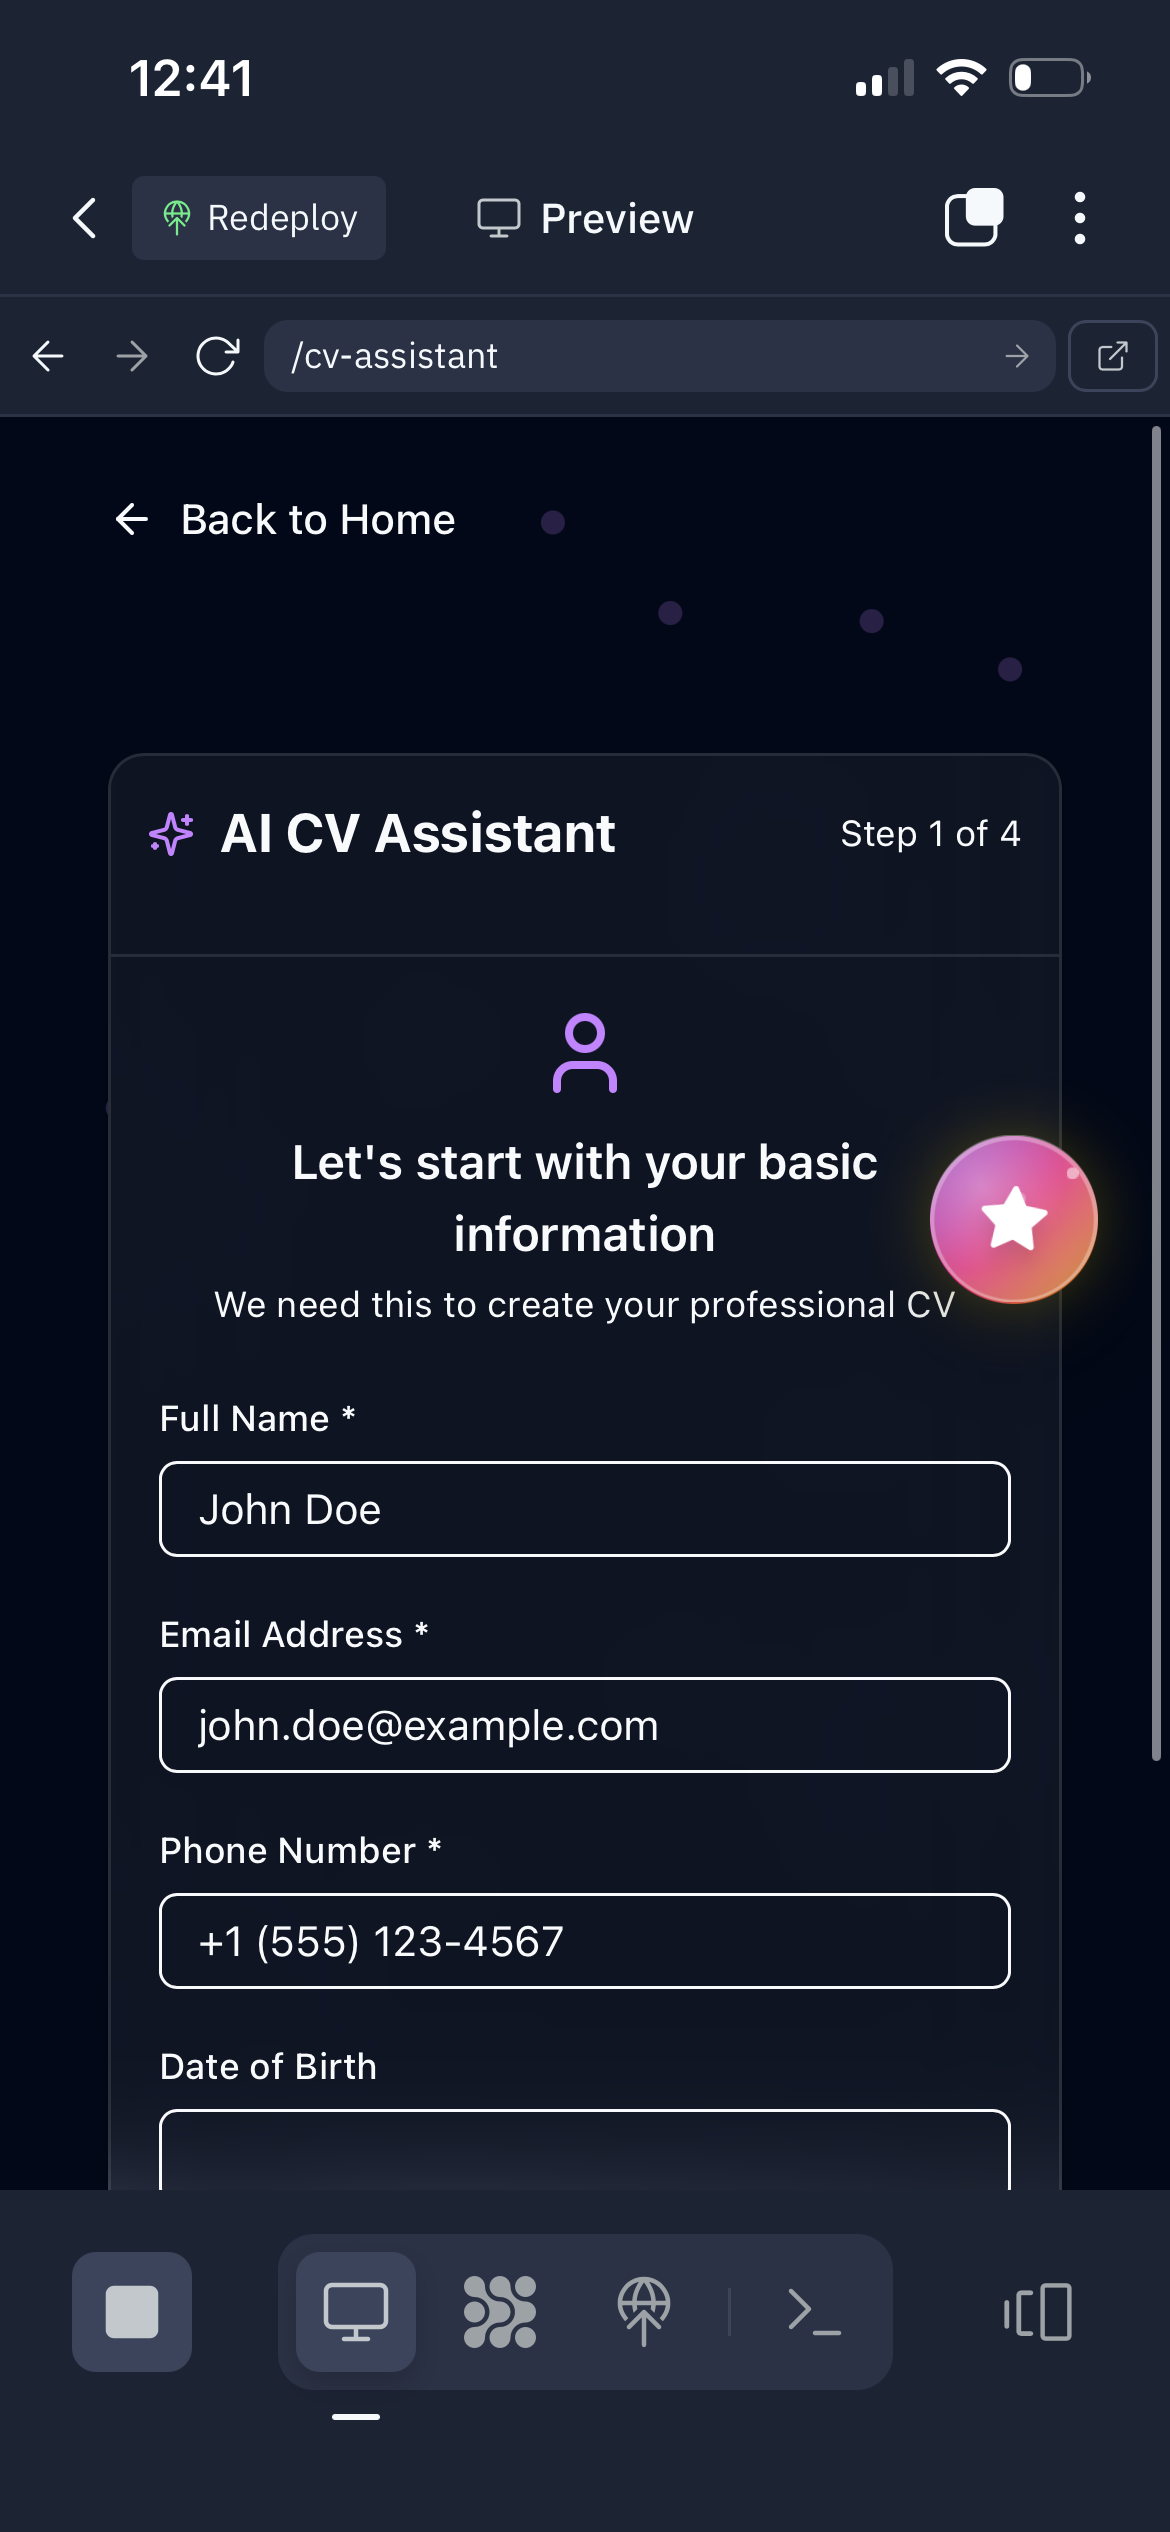 12:41
Redeploy
Preview
/cv-assistant
Back to Home
AI CV Assistant
Step 1 of 4
Let's start with your basic
information
We need this to create your professional CV
Full Name *
John Doe
Email Address *
john.doe@example.com
Phone Number *
+1 (555) 123-4567
Date of Birth